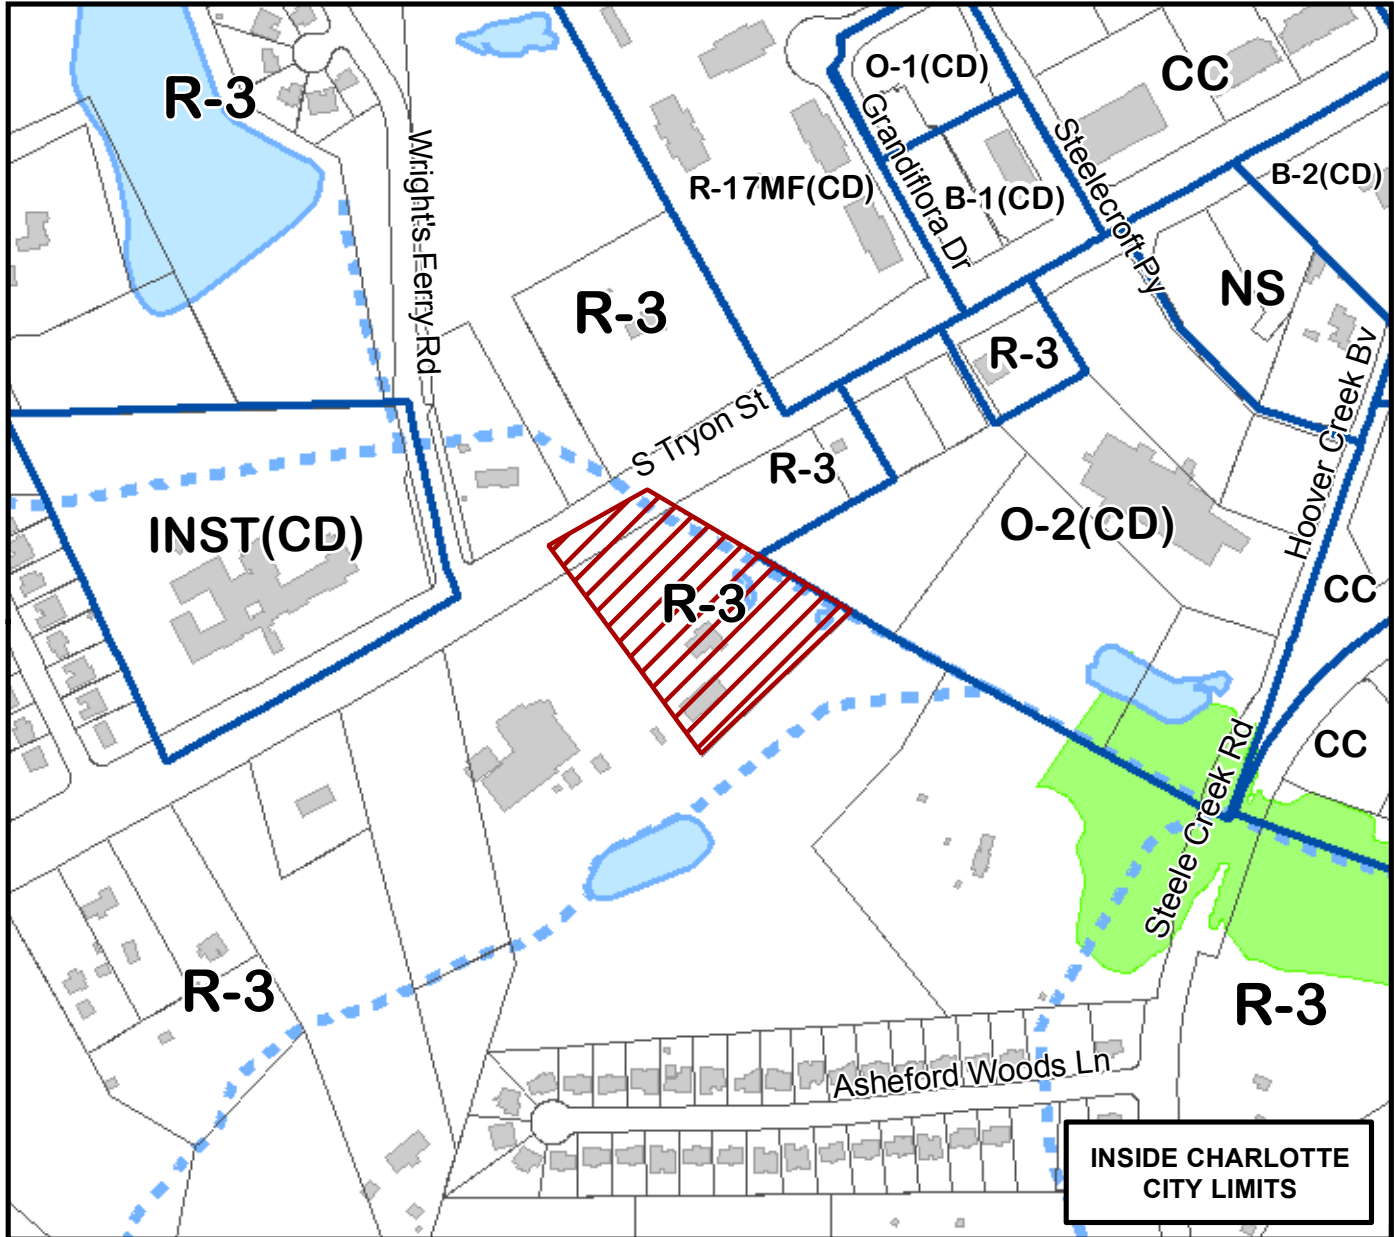 O-1(CD)
CC
R-3
Grandiflora Dr
Steelecroft Py
Wright's Ferry Rd
R-17MF(CD)
B-1(CD)
B-2(CD)
NS
R-3
R-3
Hoover Creek Bv
S Tryon St
R-3
INST(CD)
O-2(CD)
R-3
CC
CC
Steele Creek Rd
R-3
R-3
Asheford Woods Ln
INSIDE CHARLOTTE
CITY LIMITS